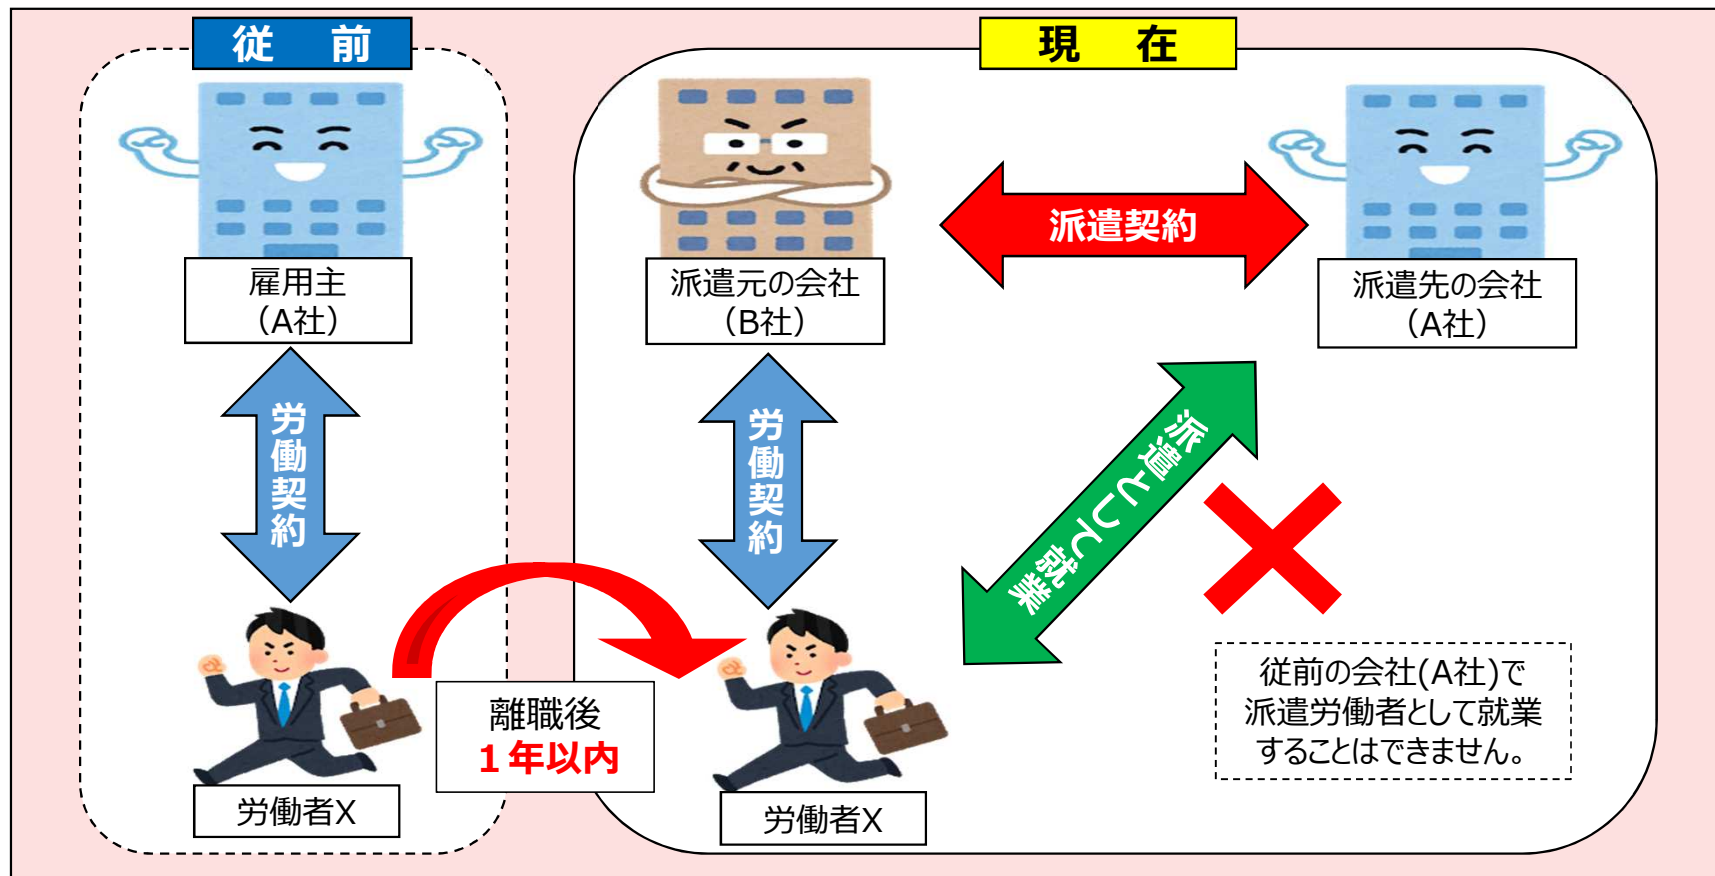 従 前
現 在
雇用主
（A社）
労働契約
労働者X
離職後
１年以内
派遣元の会社
（B社）
労働契約
労働者X
派遣契約
派遣先の会社
（A社）
派遣として就業
従前の会社(A社)で
派遣労働者として就業
することはできません。